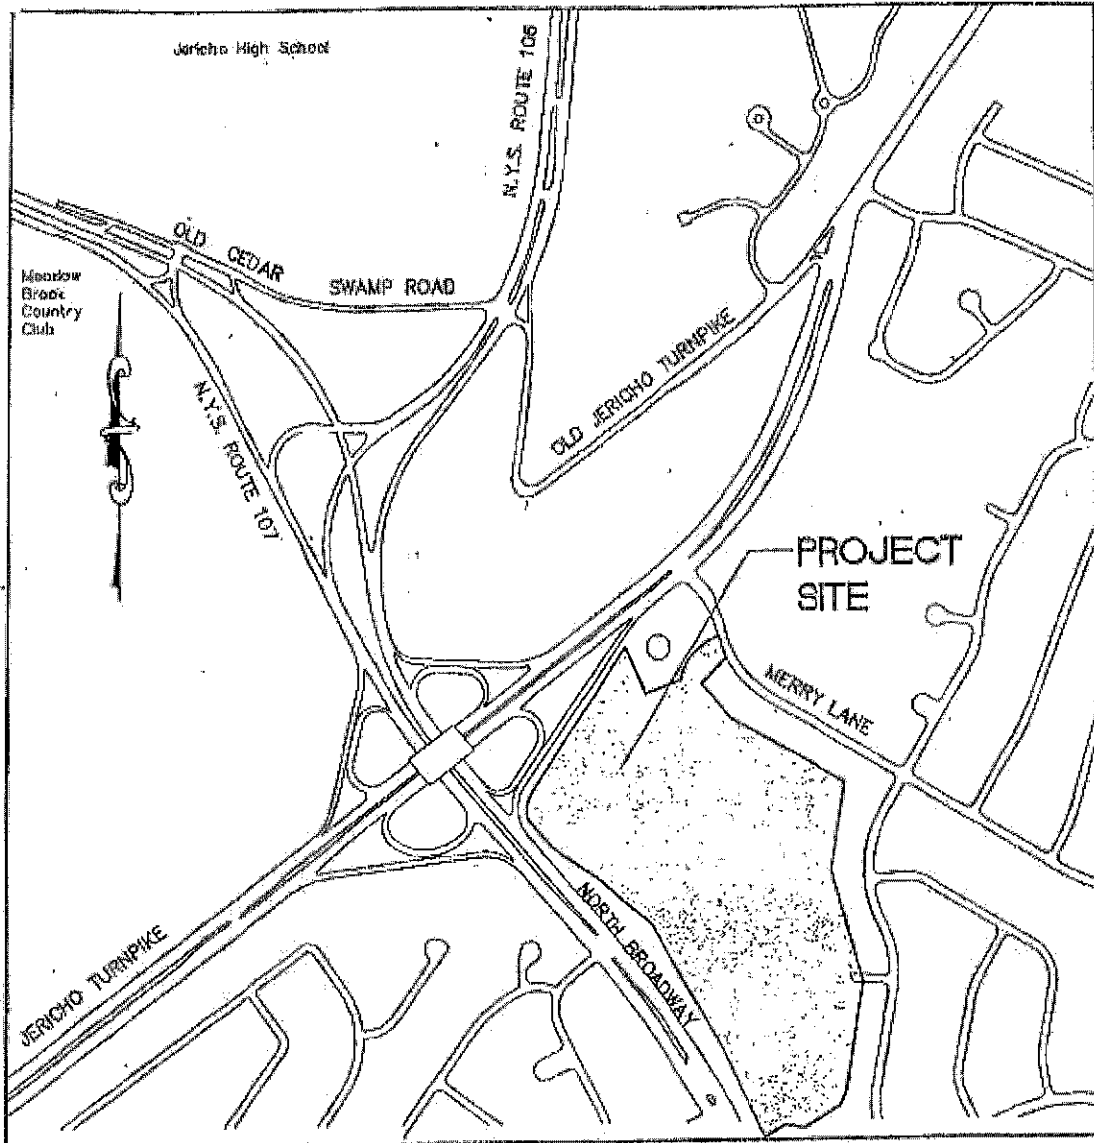 Jericho High School
N.Y.S. ROUTE 106
OLD CEDAR
SWAMP ROAD
Meadow
Brook
Country
Club
N.Y.S. ROUTE 107
OLD JERICHO TURNPIKE
PROJECT
SITE
MERRY LANE
NORTH BROADWAY
JERICHO TURNPIKE